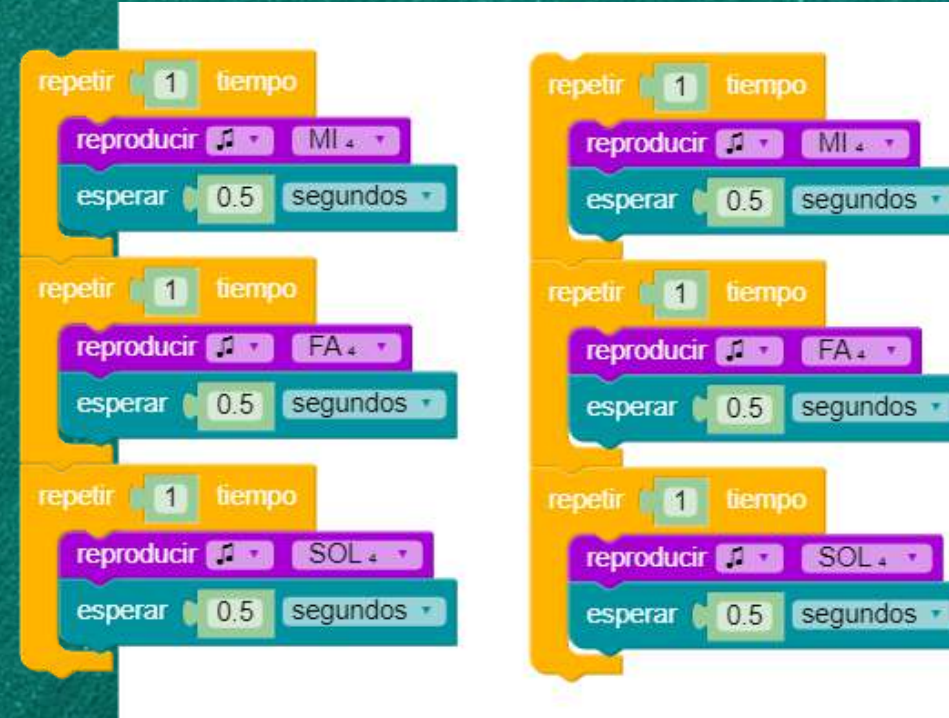 repetir 1 tiempo
reproducir MI 4
esperar 0.5 segundos
repetir 1 tiempo
reproducir FA 4
esperar 0.5 segundos
repetir 1 tiempo
reproducir SOL 4
esperar 0.5 segundos
repetir 1 tiempo
reproducir MI 4
esperar 0.5 segundos
repetir 1 tiempo
reproducir FA 4
esperar 0.5 segundos
repetir 1 tiempo
reproducir SOL 4
esperar 0.5 segundos